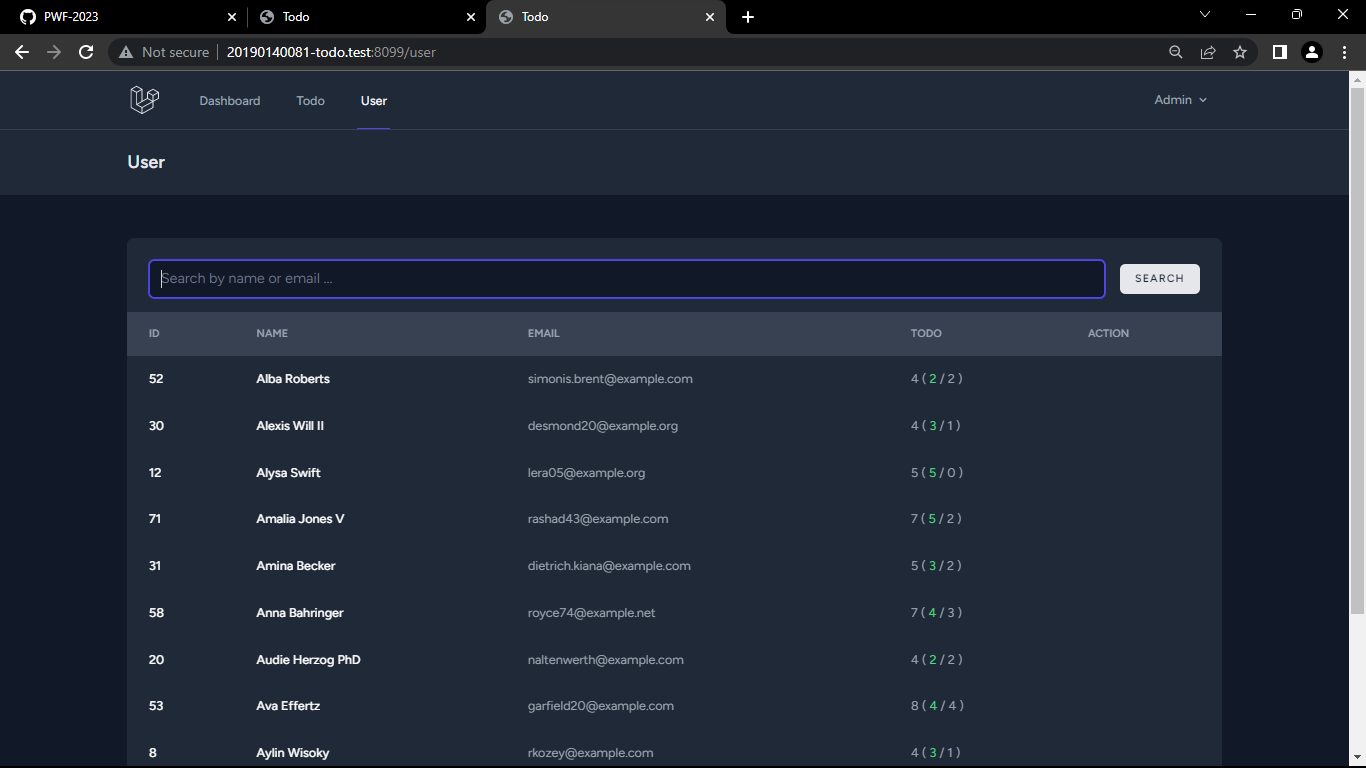 PWF-2023
Todo
Todo
Not secure 20190140081-todo.test:8099/user
Dashboard Todo User Admin
User
Search by name or email ... SEARCH
ID NAME EMAIL TODO ACTION
52 Alba Roberts simonis.brent@example.com 4 ( 2 / 2 )
30 Alexis Will II desmond20@example.org 4 ( 3 / 1 )
12 Alysa Swift lera05@example.org 5 ( 5 / 0 )
71 Amalia Jones V rashad43@example.com 7 ( 5 / 2 )
31 Amina Becker dietrich.kiana@example.com 5 ( 3 / 2 )
58 Anna Bahringer royce74@example.net 7 ( 4 / 3 )
20 Audie Herzog PhD naltenwerth@example.com 4 ( 2 / 2 )
53 Ava Effertz garfield20@example.com 8 ( 4 / 4 )
8 Aylin Wisoky rkozey@example.com 4 ( 3 / 1 )